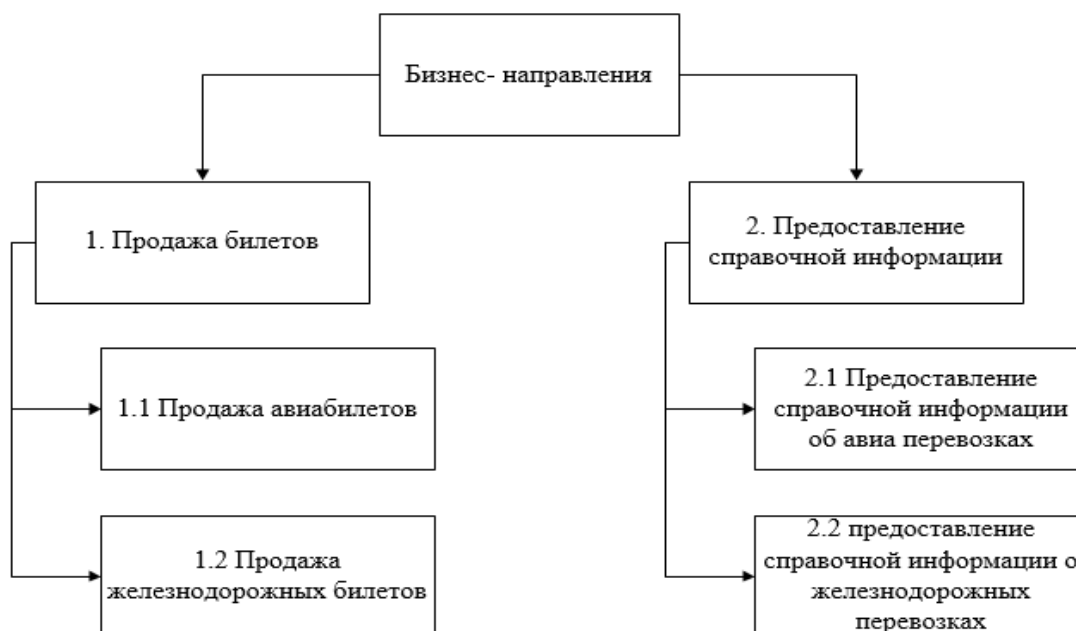 Бизнес- направления
1. Продажа билетов
2. Предоставление
справочной информации
1.1 Продажа авиабилетов
2.1 Предоставление
справочной информации
об авиа перевозках
1.2 Продажа
железнодорожных билетов
2.2 предоставление
справочной информации о
железнодорожных
перевозках